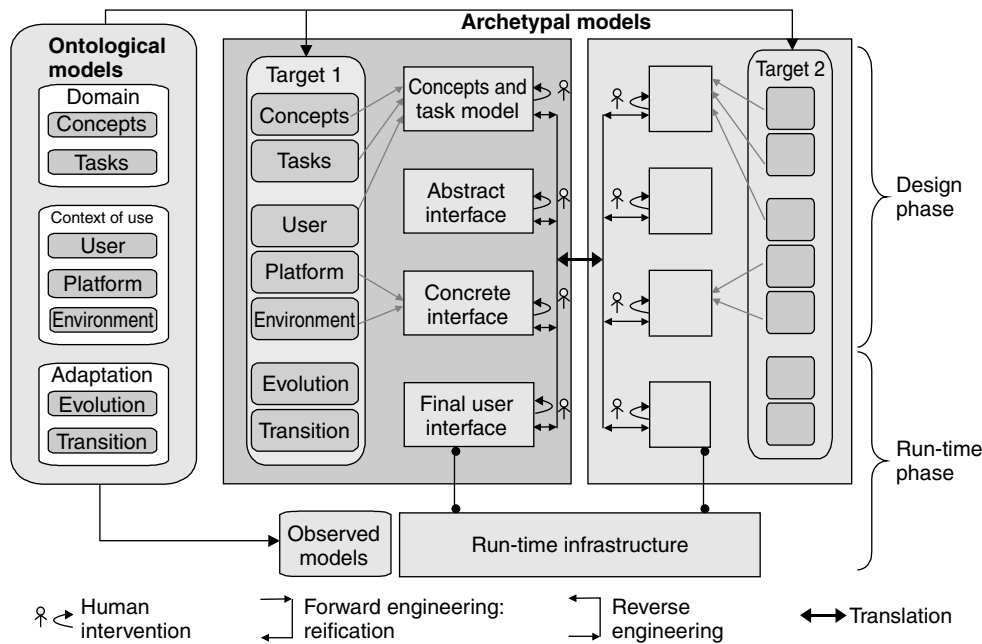 Archetypal models
Ontological
models
Domain
Concepts
Tasks
Context of use
User
Platform
Environment
Adaptation
Evolution
Transition
Target 1
Concepts
Tasks
User
Platform
Environment
Evolution
Transition
Concepts and
task model
Abstract
interface
Concrete
interface
Final user
interface
Target 2
Design
phase
Run-time
phase
Observed
models
Run-time infrastructure
Human
intervention
Forward engineering:
reification
Reverse
engineering
Translation